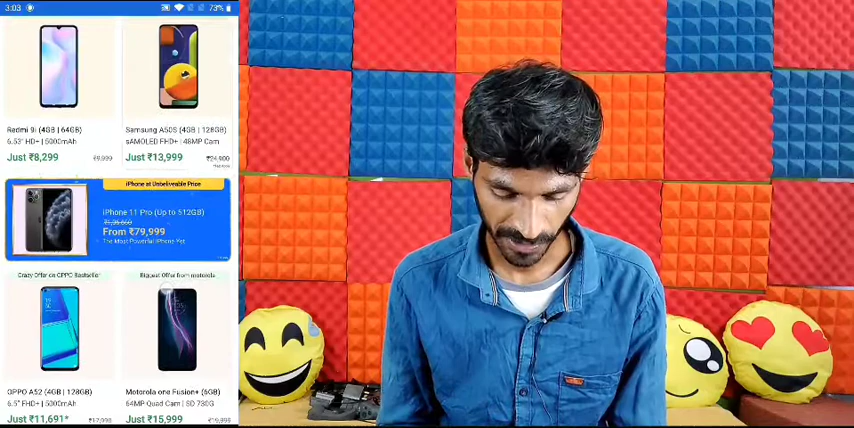 3:03
73%
Redmi 9i (4GB | 64GB)
6.53" HD+ | 5000mAh
Just ₹8,299 ₹9,999
Samsung A50S (4GB | 128GB)
sAMOLED FHD+ | 48MP Cam
Just ₹13,999 ₹24,900
iPhone at Unbelievable Price
iPhone 11 Pro (Up to 512GB)
From ₹79,999
The Most Powerful iPhone Yet
Crazy Offer on OPPO Bestseller
OPPO A52 (4GB | 128GB)
6.5" FHD+ | 5000mAh
Just ₹11,691* ₹17,990
Biggest Offer from motorola
Motorola one Fusion+ (6GB)
64MP Quad Cam | SD 730G
Just ₹15,999 ₹19,999